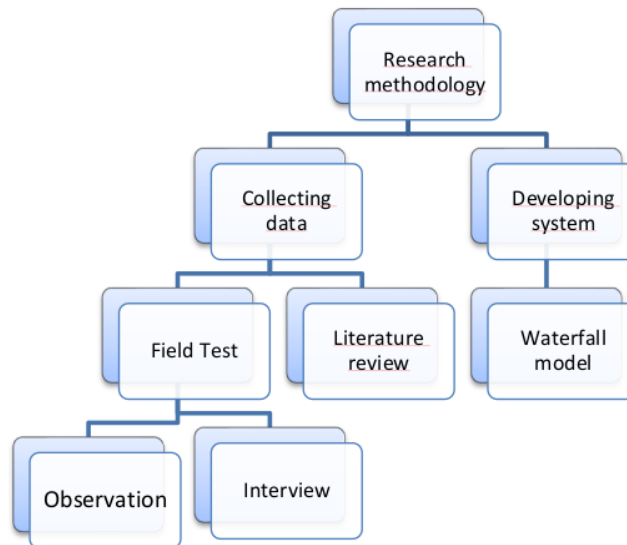 Research
methodology
Collecting
data
Developing
system
Field Test
Literature
review
Waterfall
model
Observation
Interview